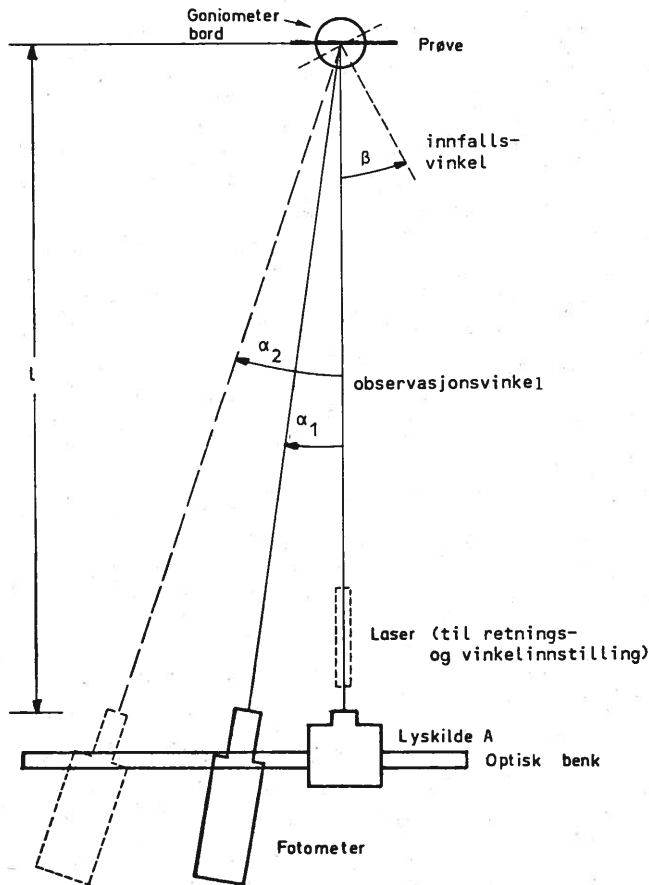 Goniometer
bord
Prøve
innfalls-
vinkel
β
α2
l
observasjonsvinkel
α1
Laser (til retnings-
og vinkelinnstilling)
Lyskilde A
Optisk benk
Fotometer